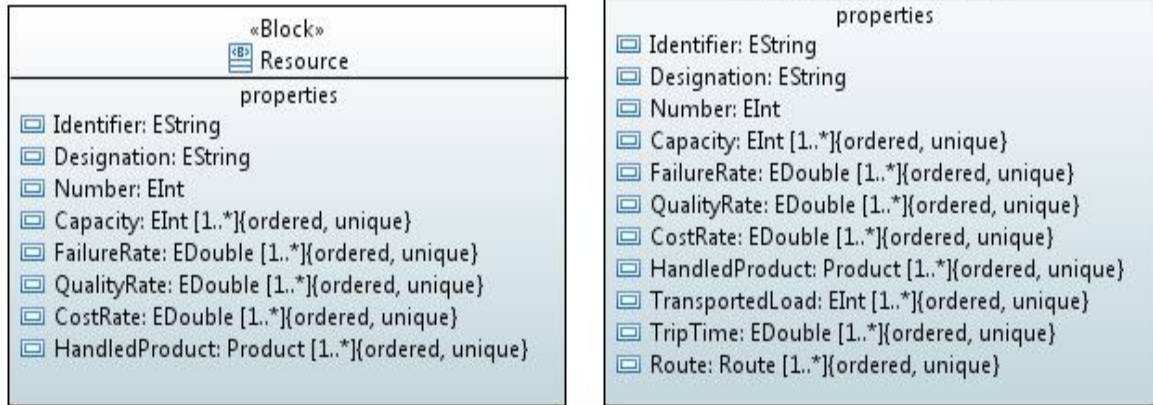 «Block»
Resource
properties
Identifier: EString
Designation: EString
Number: EInt
Capacity: EInt [1..*]{ordered, unique}
FailureRate: EDouble [1..*]{ordered, unique}
QualityRate: EDouble [1..*]{ordered, unique}
CostRate: EDouble [1..*]{ordered, unique}
HandledProduct: Product [1..*]{ordered, unique}
properties
Identifier: EString
Designation: EString
Number: EInt
Capacity: EInt [1..*]{ordered, unique}
FailureRate: EDouble [1..*]{ordered, unique}
QualityRate: EDouble [1..*]{ordered, unique}
CostRate: EDouble [1..*]{ordered, unique}
HandledProduct: Product [1..*]{ordered, unique}
TransportedLoad: EInt [1..*]{ordered, unique}
TripTime: EDouble [1..*]{ordered, unique}
Route: Route [1..*]{ordered, unique}